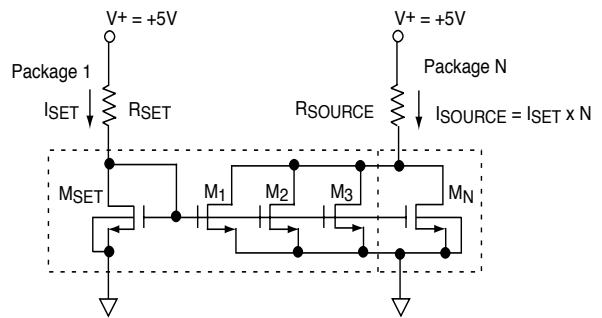 V+ = +5V
V+ = +5V
Package 1
Package N
ISET
RSET
RSOURCE
ISOURCE = ISET x N
MSET
M1
M2
M3
MN